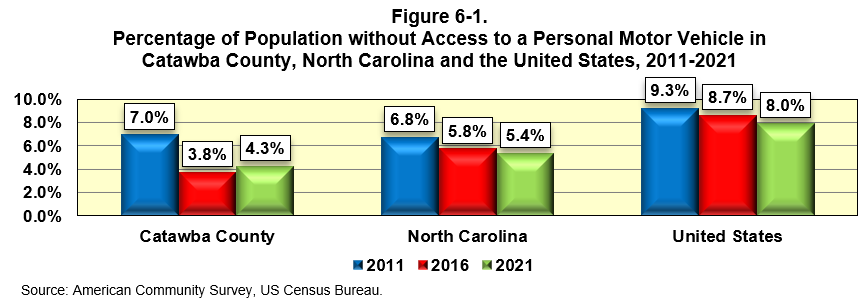 Figure 6-1.
Percentage of Population without Access to a Personal Motor Vehicle in
Catawba County, North Carolina and the United States, 2011-2021
10.0%
8.0%
6.0%
4.0%
2.0%
0.0%
7.0%
3.8%
4.3%
6.8%
5.8%
5.4%
9.3%
8.7%
8.0%
Catawba County
North Carolina
United States
2011
2016
2021
Source: American Community Survey, US Census Bureau.